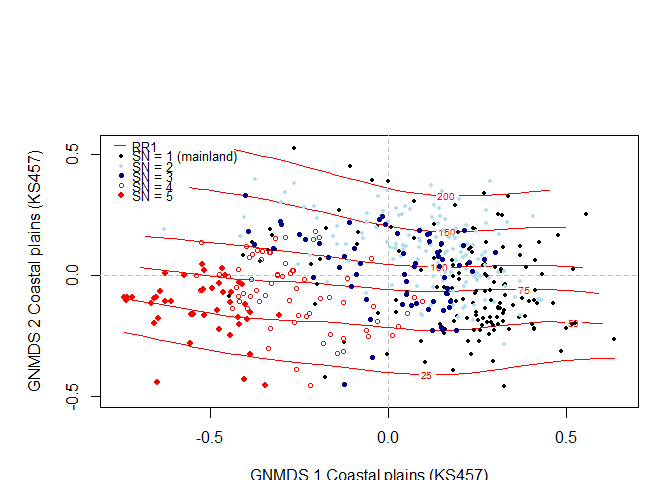 RR1
SN = 1 (mainland)
SN = 2
SN = 3
SN = 4
SN = 5
200
150
100
75
50
25
0.5
0.0
-0.5
GNMDS 2 Coastal plains (KS457)
-0.5 0.0 0.5
GNMDS 1 Coastal plains (KS457)